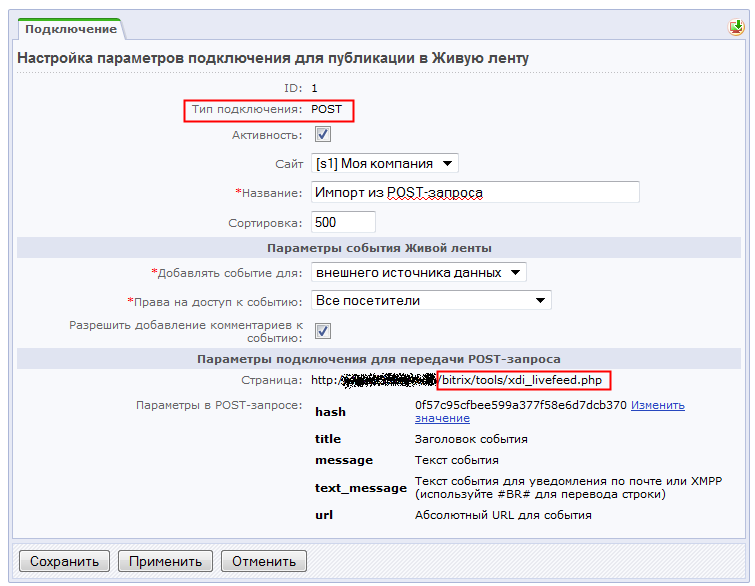 Подключение
Настройка параметров подключения для публикации в Живую ленту
ID: 1
Тип подключения: POST
Активность:
Сайт [s1] Моя компания
*Название: Импорт из POST-запроса
Сортировка: 500
Параметры события Живой ленты
*Добавлять событие для: внешнего источника данных
*Права на доступ к событию: Все посетители
Разрешить добавление комментариев к
событию:
Параметры подключения для передачи POST-запроса
Страница: http:/ /bitrix/tools/xdi_livefeed.php
Параметры в POST-запросе:
hash 0f57c95cfbee599a377f58e6d7dcb370 Изменить
значение
title Заголовок события
message Текст события
text_message Текст события для уведомления по почте или XMPP
(используйте #BR# для перевода строки)
url Абсолютный URL для события
Сохранить Применить Отменить